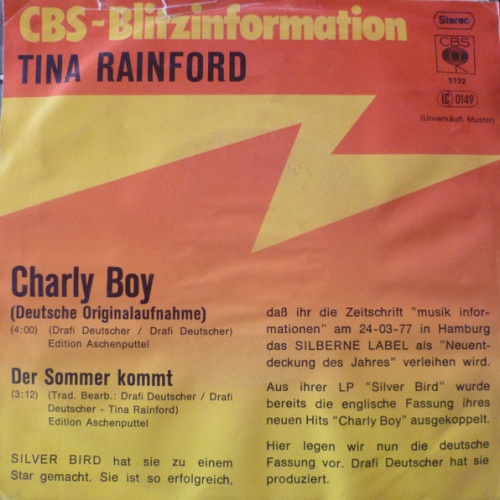 CBS-Blitzinformation
TINA RAINFORD
Stereo
CBS
5132
LC 0149
(Unverkäufl. Muster)
Charly Boy
(Deutsche Originalaufnahme)
(4:00) (Drafi Deutscher / Drafi Deutscher)
Edition Aschenputtel
Der Sommer kommt
(3:12) (Trad. Bearb.: Drafi Deutscher / Drafi
Deutscher - Tina Rainford)
Edition Aschenputtel
SILVER BIRD hat sie zu einem
Star gemacht. Sie ist so erfolgreich,
daß ihr die Zeitschrift "musik infor-
mationen" am 24-03-77 in Hamburg
das SILBERNE LABEL als "Neuent-
deckung des Jahres" verleihen wird.
Aus ihrer LP "Silver Bird" wurde
bereits die englische Fassung ihres
neuen Hits "Charly Boy" ausgekoppelt.
Hier legen wir nun die deutsche
Fassung vor. Drafi Deutscher hat sie
produziert.